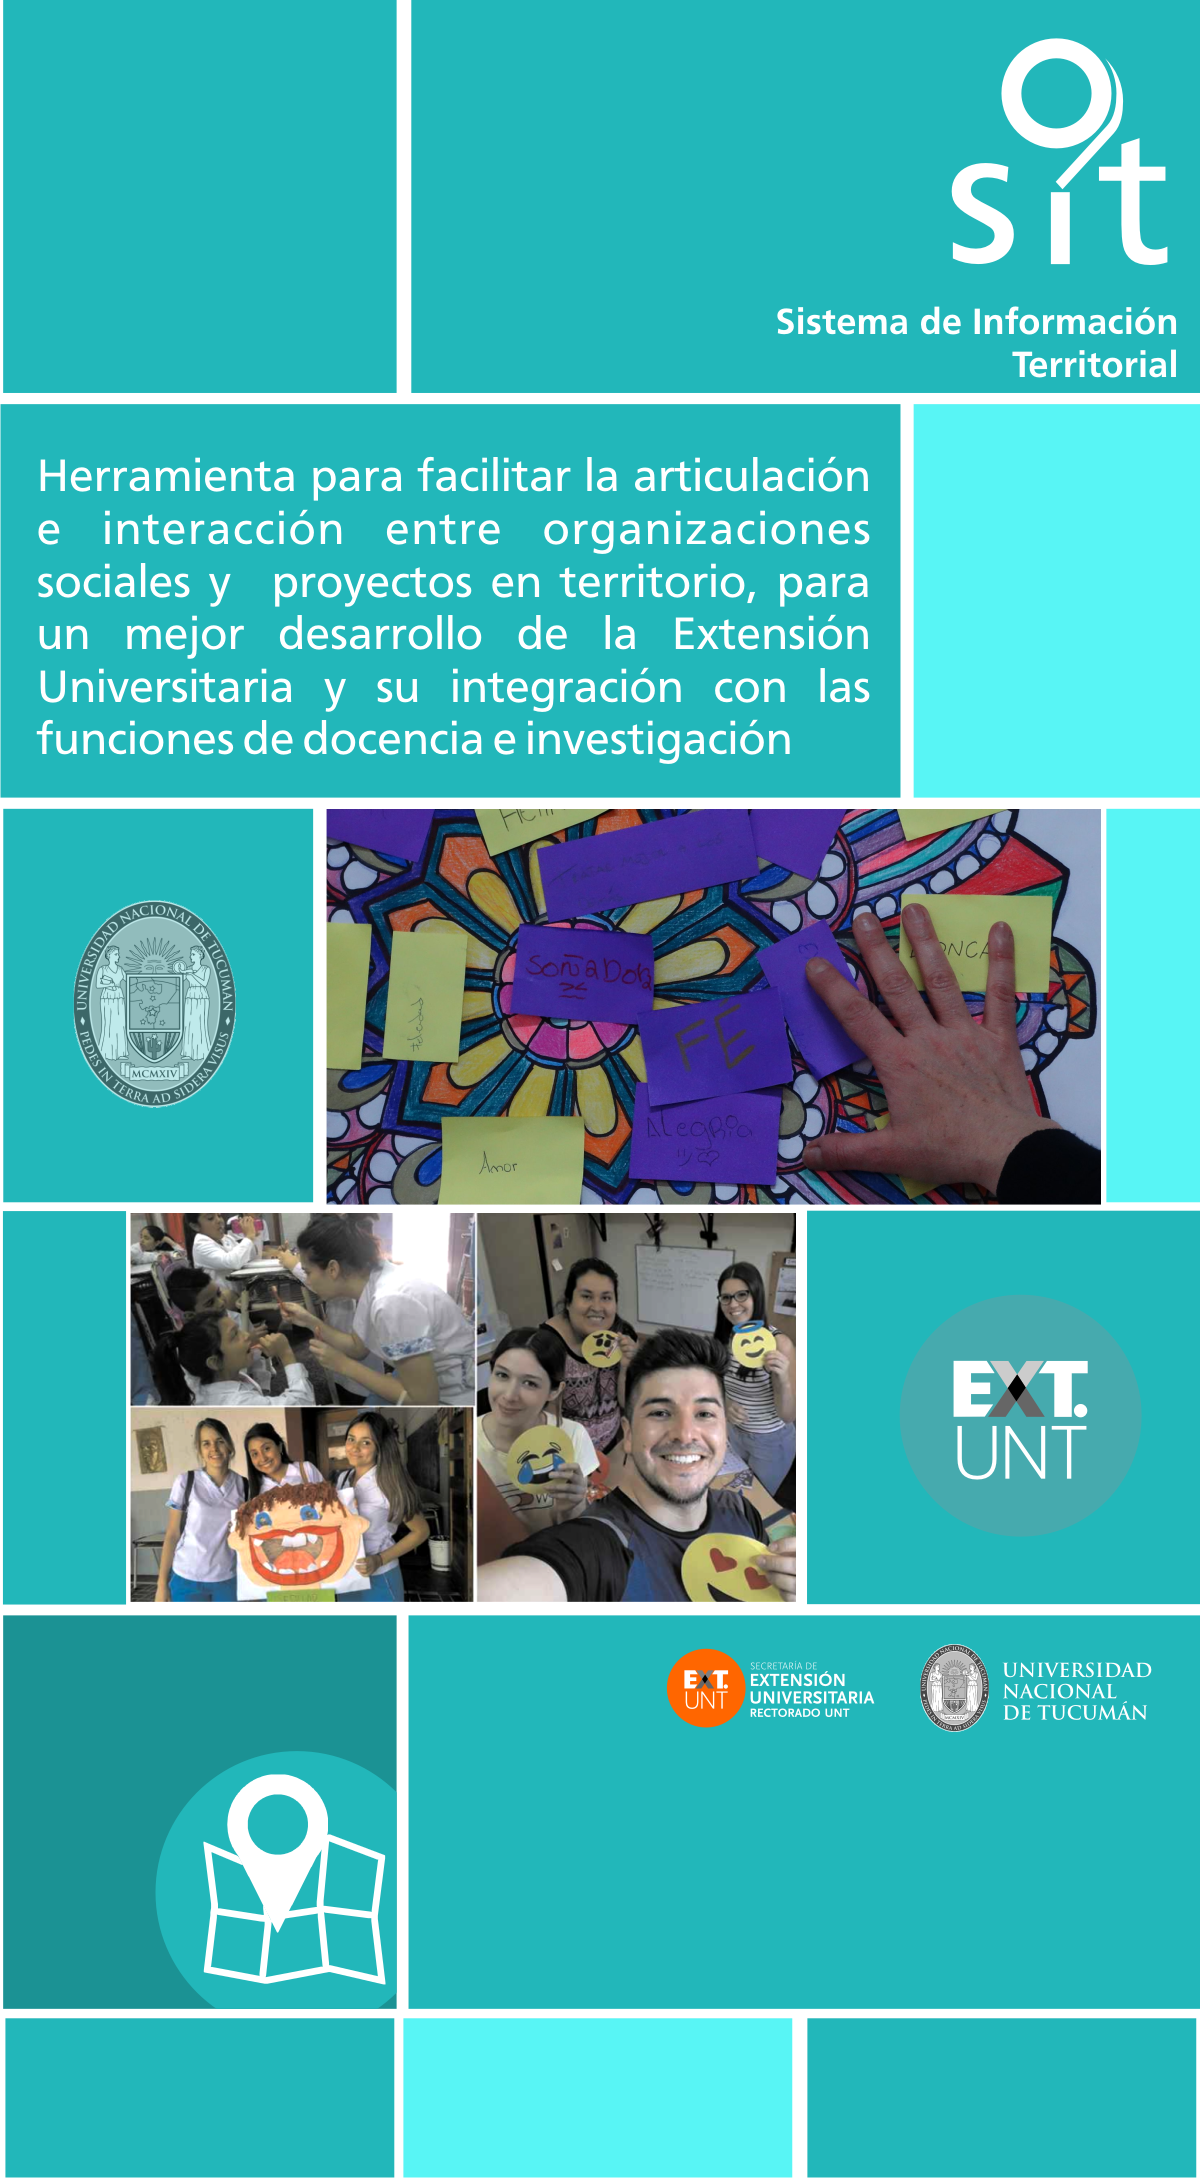 sit
Sistema de Información
Territorial
Herramienta para facilitar la articulación
e interacción entre organizaciones
sociales y proyectos en territorio, para
un mejor desarrollo de la Extensión
Universitaria y su integración con las
funciones de docencia e investigación
UNIVERSIDAD NACIONAL DE TUCUMÁN
PEDES IN TERRA AD SIDERA VISUS
MCMXIV
SOÑADORA
FÉ
ALEGRIA
Amor
EXT.
UNT
EXT.
UNT
SECRETARÍA DE
EXTENSIÓN
UNIVERSITARIA
RECTORADO UNT
MCMXIV
UNIVERSIDAD
NACIONAL
DE TUCUMÁN